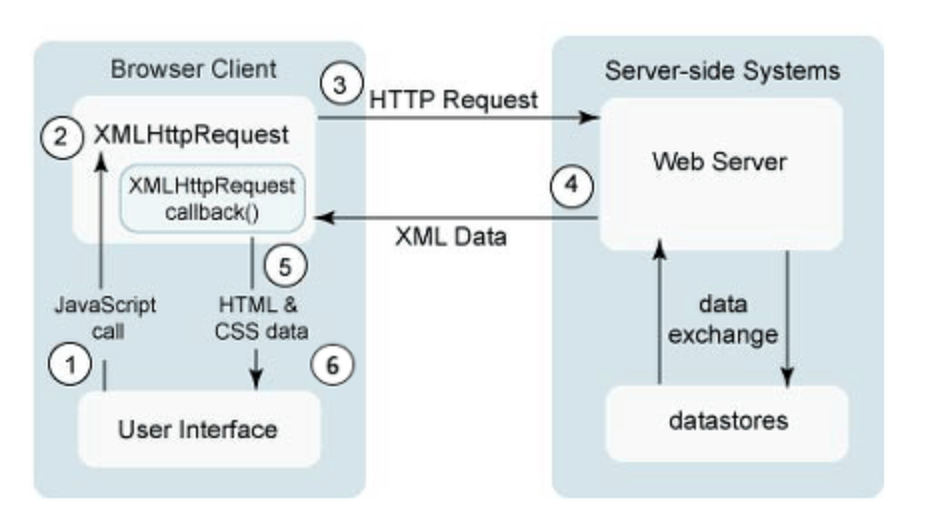 Browser Client
3
HTTP Request
2
XMLHttpRequest
XMLHttpRequest
callback()
5
JavaScript
call
HTML &
CSS data
1
6
User Interface
Server-side Systems
Web Server
4
XML Data
data
exchange
datastores